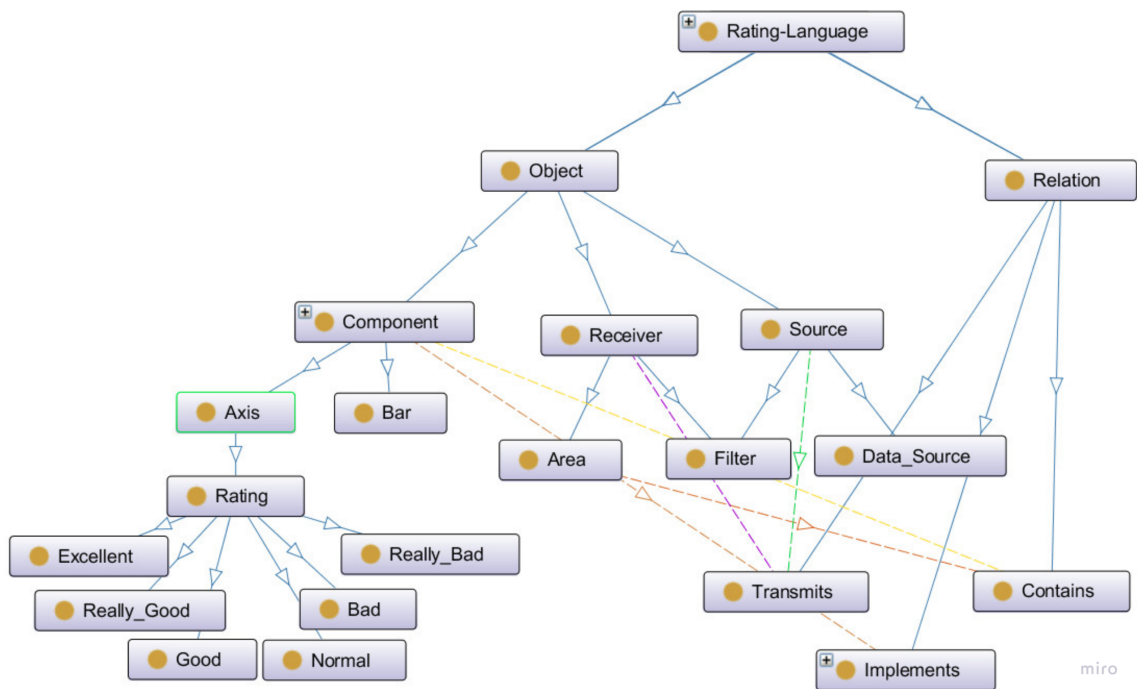 Rating-Language
Object
Relation
Component
Receiver
Source
Axis
Bar
Area
Filter
Data_Source
Rating
Excellent
Really_Bad
Really_Good
Bad
Transmits
Contains
Good
Normal
Implements
miro